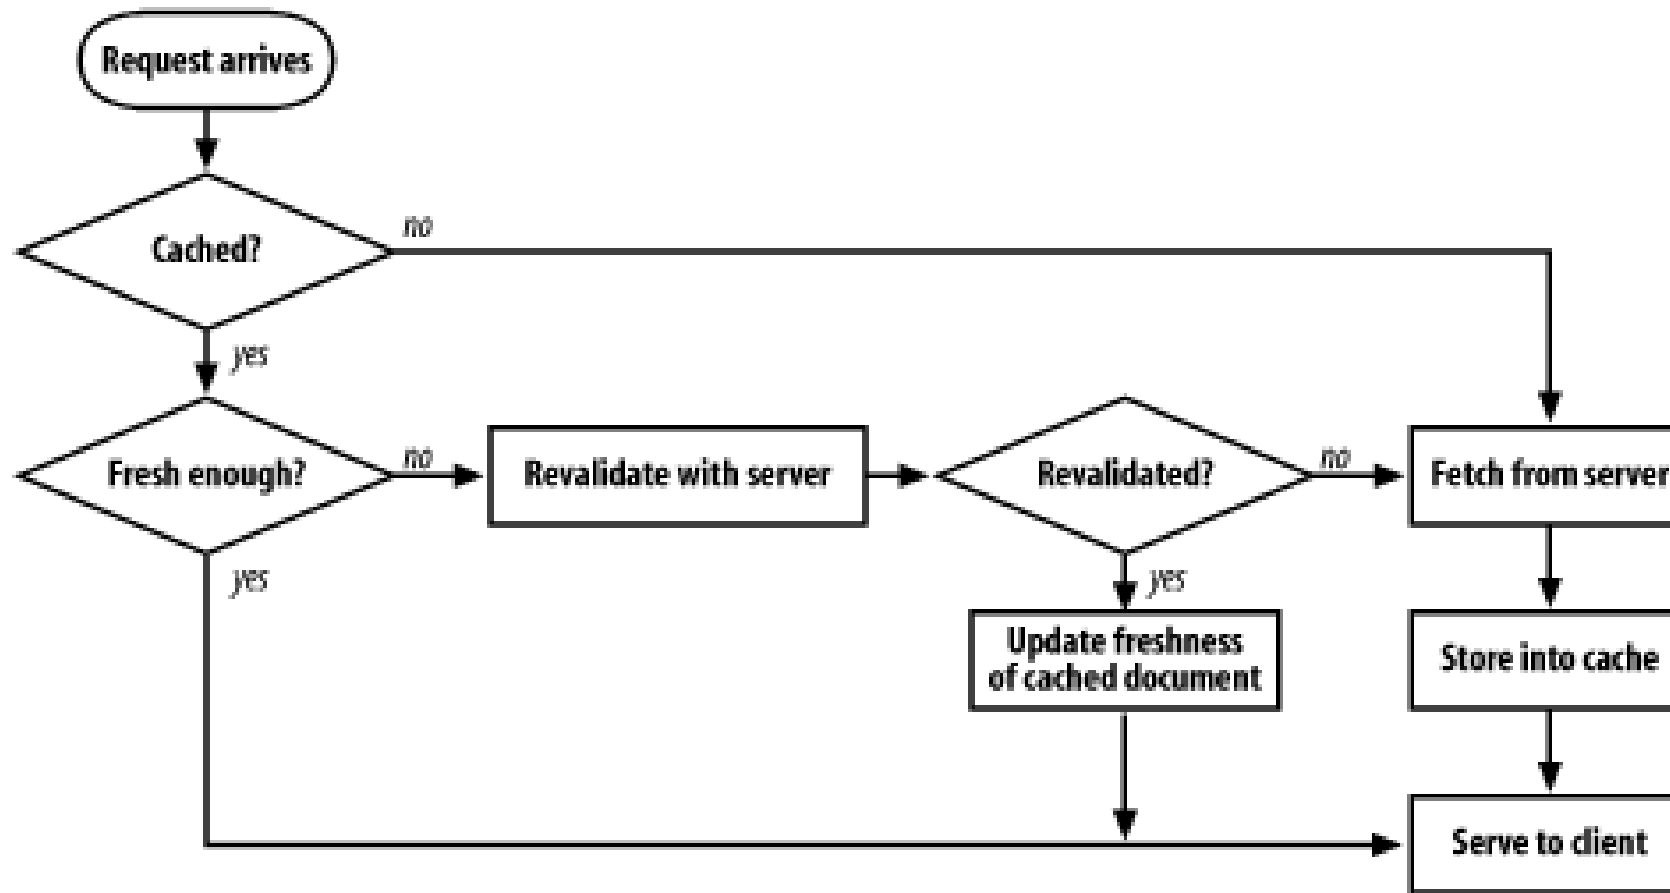 Request arrives
Cached?
no
yes
Fresh enough?
no
Revalidate with server
Revalidated?
no
Fetch from server
yes
yes
Update freshness
of cached document
Store into cache
Serve to client